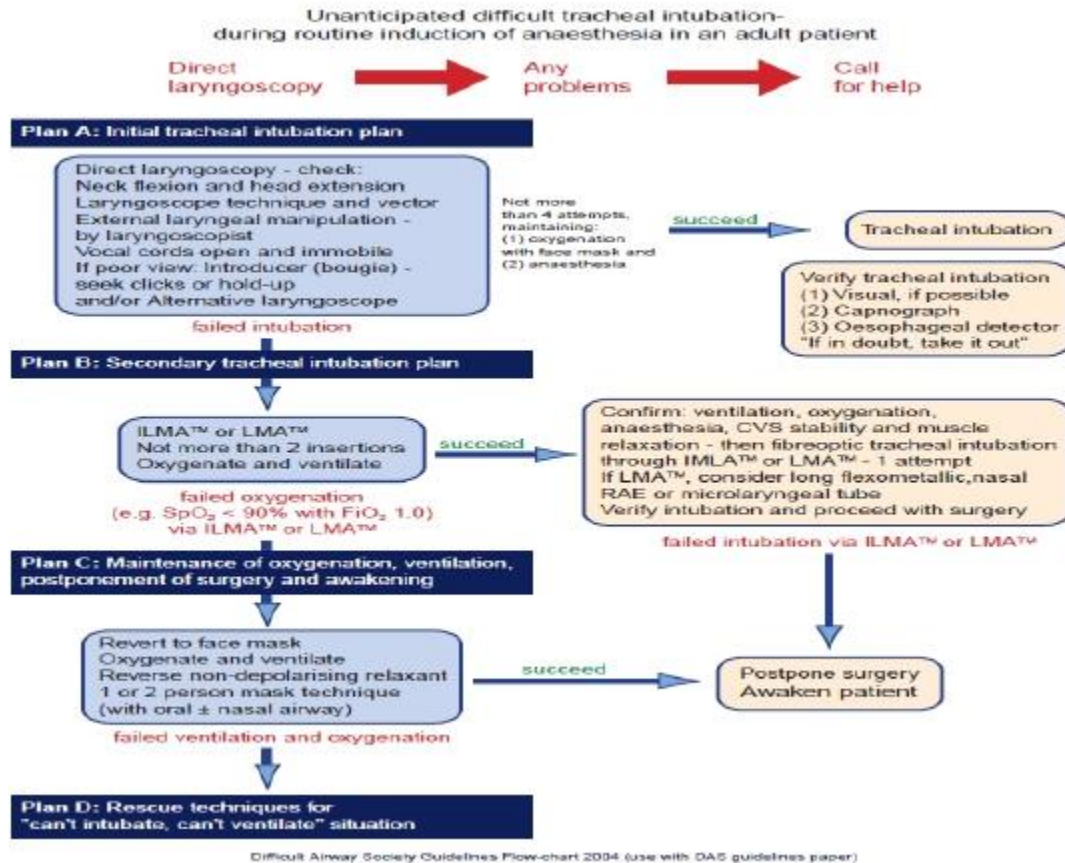 Unanticipated difficult tracheal intubation-
during routine induction of anaesthesia in an adult patient
Direct
laryngoscopy
Any
problems
Call
for help
Plan A: Initial tracheal intubation plan
Direct laryngoscopy - check:
Neck flexion and head extension
Laryngoscope technique and vector
External laryngeal manipulation -
by laryngoscopist
Vocal cords open and immobile
If poor view: Introducer (bougie) -
seek clicks or hold-up
and/or Alternative laryngoscope
Not more
than 4 attempts,
maintaining:
(1) oxygenation
with face mask and
(2) anaesthesia
succeed
Tracheal intubation
Verify tracheal intubation
(1) Visual, if possible
(2) Capnograph
(3) Oesophageal detector
"If in doubt, take it out"
failed intubation
Plan B: Secondary tracheal intubation plan
ILMA™ or LMA™
Not more than 2 insertions
Oxygenate and ventilate
succeed
Confirm: ventilation, oxygenation,
anaesthesia, CVS stability and muscle
relaxation - then fibreoptic tracheal intubation
through IMLA™ or LMA™ - 1 attempt
If LMA™, consider long flexometallic,nasal
RAE or microlaryngeal tube
Verify intubation and proceed with surgery
failed oxygenation
(e.g. SpO₂ < 90% with FiO₂ 1.0)
via ILMA™ or LMA™
failed intubation via ILMA™ or LMA™
Plan C: Maintenance of oxygenation, ventilation,
postponement of surgery and awakening
Revert to face mask
Oxygenate and ventilate
Reverse non-depolarising relaxant
1 or 2 person mask technique
(with oral ± nasal airway)
succeed
Postpone surgery
Awaken patient
failed ventilation and oxygenation
Plan D: Rescue techniques for
"can't intubate, can't ventilate" situation
Difficult Airway Society Guidelines Flow-chart 2004 (use with DAS guidelines paper)